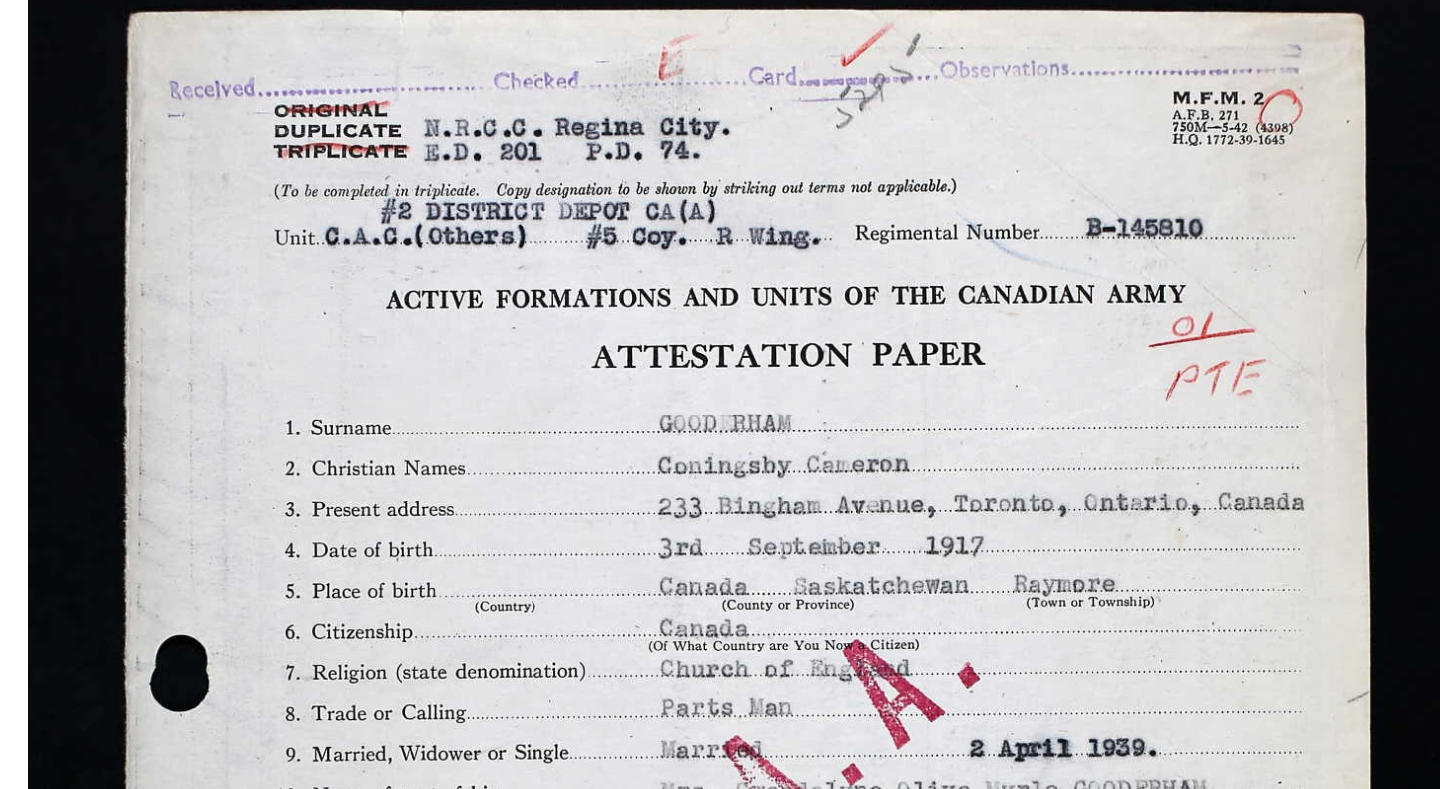 Received.......... Checked.......... E Card.......... Observations..........
ORIGINAL
DUPLICATE N.R.C.C. Regina City.
TRIPLICATE E.D. 201 P.D. 74.
M.F.M. 2
A.F.B. 271
750M—5-42 (4398)
H.Q. 1772-39-1645
(To be completed in triplicate. Copy designation to be shown by striking out terms not applicable.)
#2 DISTRICT DEPOT CA(A)
Unit C.A.C.(Others) #5 Coy. R Wing. Regimental Number B-145810
ACTIVE FORMATIONS AND UNITS OF THE CANADIAN ARMY
OL
PTE
ATTESTATION PAPER
1. Surname GOODERHAM
2. Christian Names Coningsby Cameron
3. Present address 233 Bingham Avenue, Toronto, Ontario, Canada
4. Date of birth 3rd September 1917
5. Place of birth Canada Saskatchewan Raymore
(Country) (County or Province) (Town or Township)
6. Citizenship Canada
(Of What Country are You Now a Citizen)
7. Religion (state denomination) Church of England
8. Trade or Calling Parts Man
9. Married, Widower or Single Married 2 April 1939.
A.
GOODERHAM